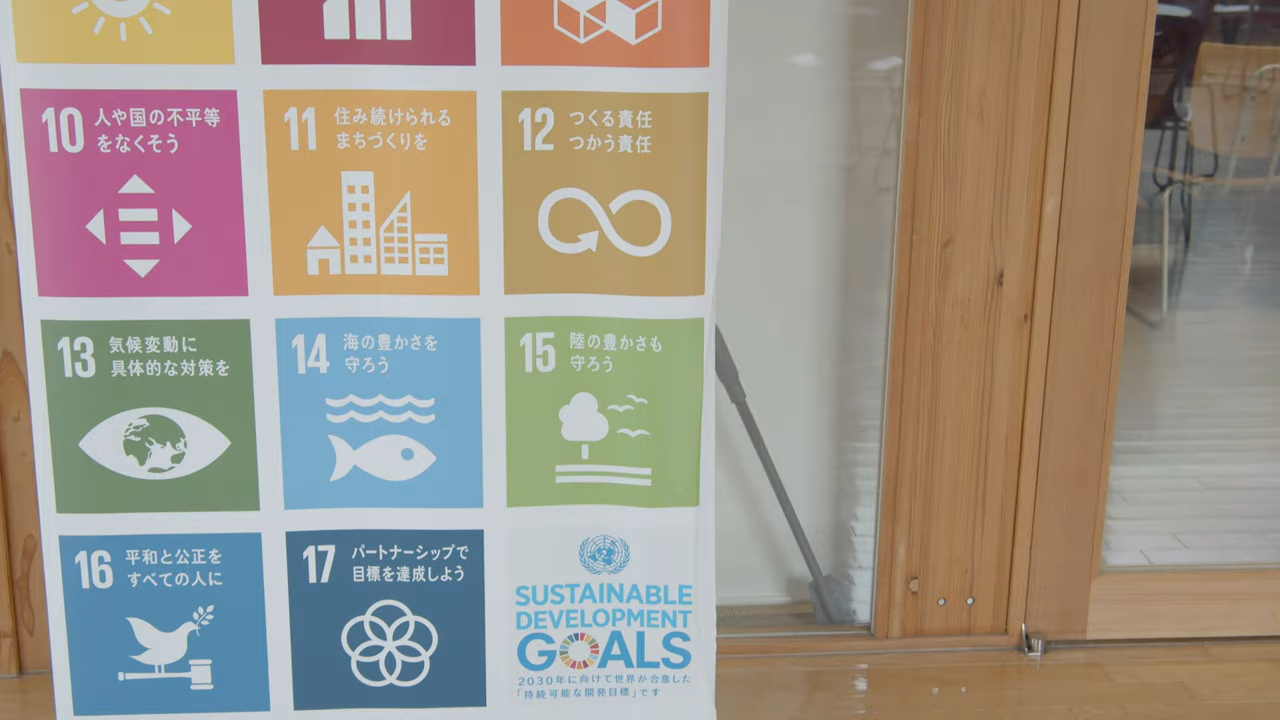 10 人や国の不平等
をなくそう
11 住み続けられる
まちづくりを
12 つくる責任
つかう責任
13 気候変動に
具体的な対策を
14 海の豊かさを
守ろう
15 陸の豊かさも
守ろう
16 平和と公正を
すべての人に
17 パートナーシップで
目標を達成しよう
SUSTAINABLE
DEVELOPMENT
GOALS
2030年に向けて世界が合意した
「持続可能な開発目標」です